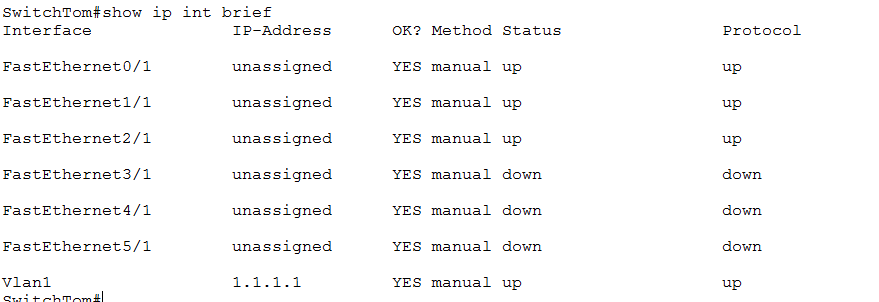 SwitchTom#show ip int brief
Interface IP-Address OK? Method Status Protocol
FastEthernet0/1 unassigned YES manual up up
FastEthernet1/1 unassigned YES manual up up
FastEthernet2/1 unassigned YES manual up up
FastEthernet3/1 unassigned YES manual down down
FastEthernet4/1 unassigned YES manual down down
FastEthernet5/1 unassigned YES manual down down
Vlan1 1.1.1.1 YES manual up up
SwitchTom#